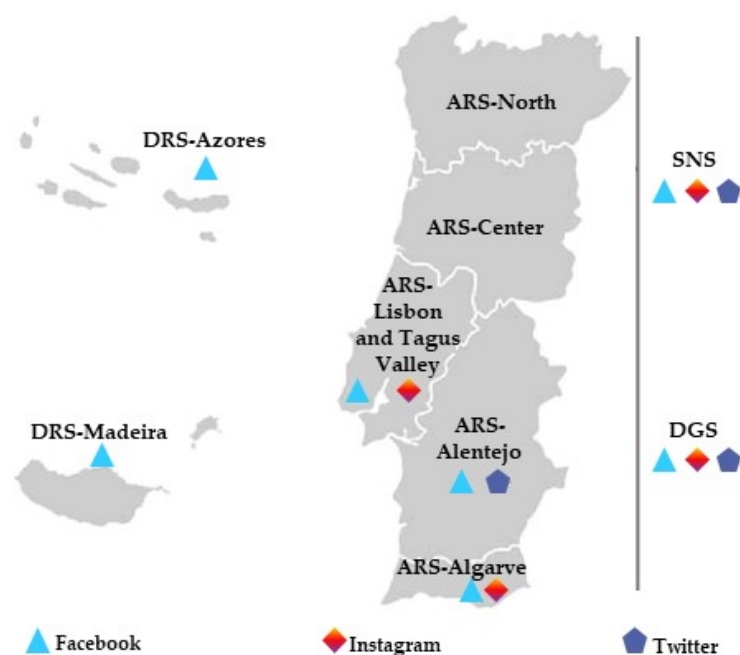 ARS-North
DRS-Azores
SNS
ARS-Center
ARS-
Lisbon
and Tagus
Valley
DRS-Madeira
ARS-
Alentejo
DGS
ARS-Algarve
Facebook
Instagram
Twitter